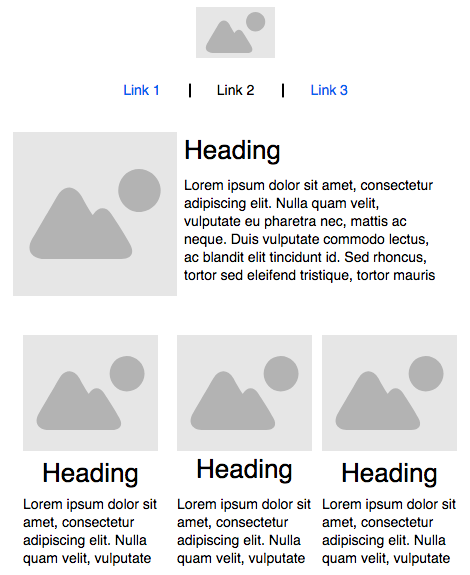 Link 1 | Link 2 | Link 3
Heading
Lorem ipsum dolor sit amet, consectetur
adipiscing elit. Nulla quam velit,
vulputate eu pharetra nec, mattis ac
neque. Duis vulputate commodo lectus,
ac blandit elit tincidunt id. Sed rhoncus,
tortor sed eleifend tristique, tortor mauris
Heading
Lorem ipsum dolor sit
amet, consectetur
adipiscing elit. Nulla
quam velit, vulputate
Heading
Lorem ipsum dolor sit
amet, consectetur
adipiscing elit. Nulla
quam velit, vulputate
Heading
Lorem ipsum dolor sit
amet, consectetur
adipiscing elit. Nulla
quam velit, vulputate